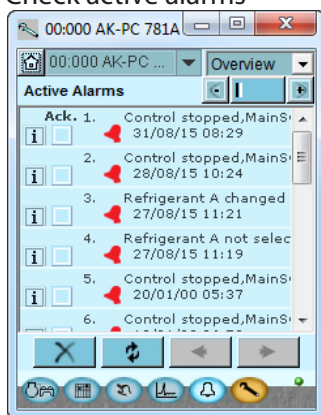 Check active alarms
00:000 AK-PC 781A
00:000 AK-PC ...
Overview
Active Alarms
Ack. 1. Control stopped,MainS
31/08/15 08:29
2. Control stopped,MainS
28/08/15 10:24
3. Refrigerant A changed
27/08/15 11:21
4. Refrigerant A not selec
27/08/15 11:19
5. Control stopped,MainS
20/01/00 05:37
6. Control stopped,MainS